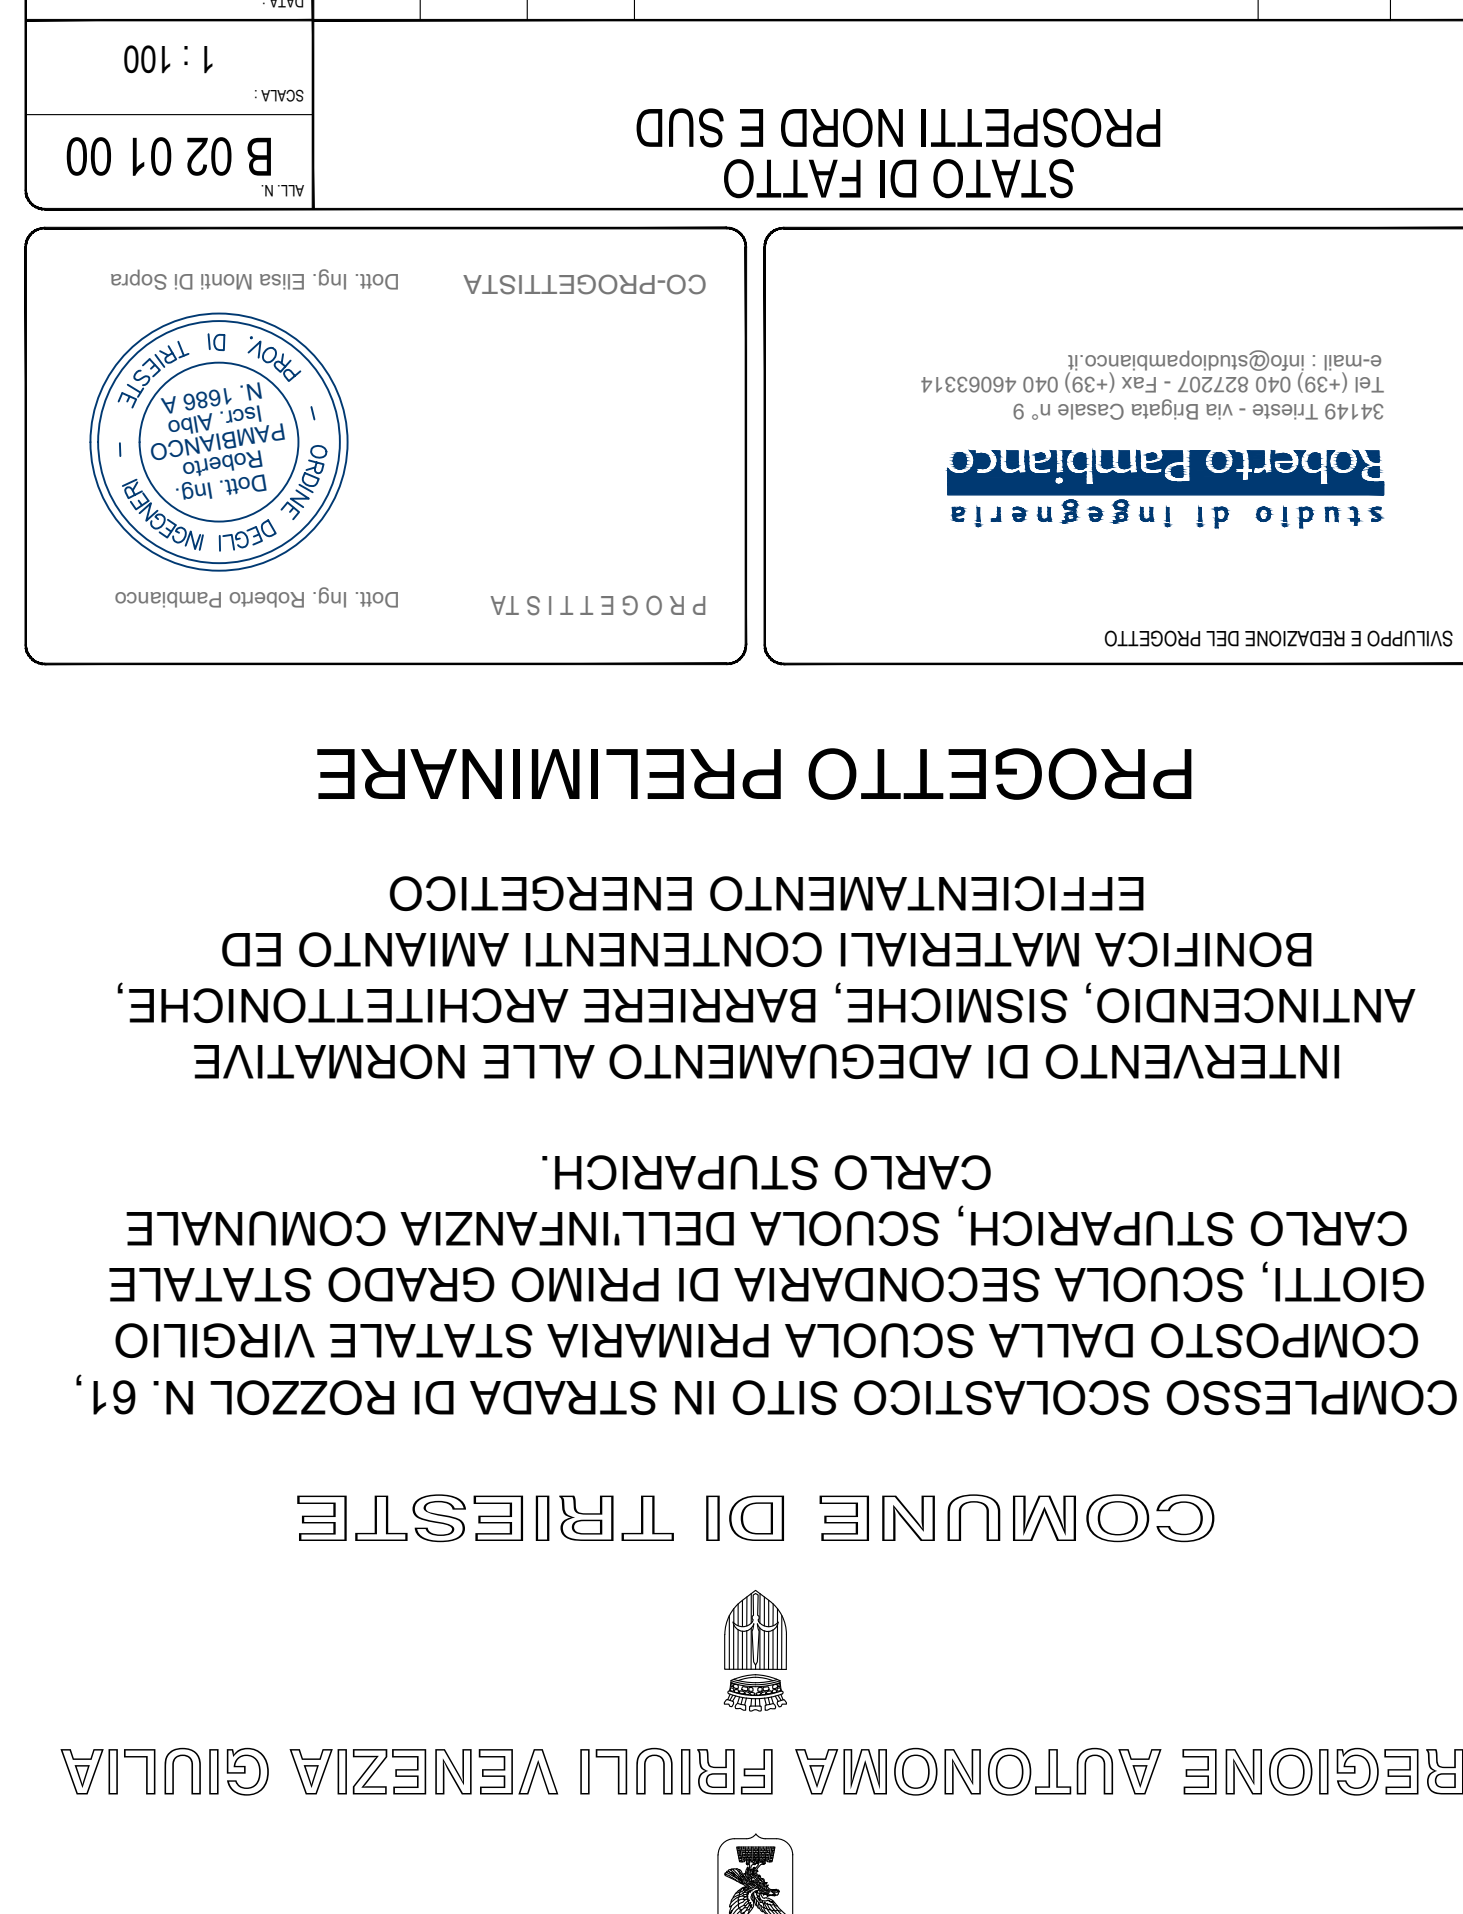 REGIONE AUTONOMA FRIULI VENEZIA GIULIA
COMUNE DI TRIESTE
COMPLESSO SCOLASTICO SITO IN STRADA DI ROZZOL N. 61,
COMPOSTO DALLA SCUOLA PRIMARIA STATALE VIRGILIO
GIOTTI, SCUOLA SECONDARIA DI PRIMO GRADO STATALE
CARLO STUPARICH, SCUOLA DELL'INFANZIA COMUNALE
CARLO STUPARICH.
INTERVENTO DI ADEGUAMENTO ALLE NORMATIVE
ANTINCENDIO, SISMICHE, BARRIERE ARCHITETTONICHE,
BONIFICA MATERIALI CONTENENTI AMIANTO ED
EFFICIENTAMENTO ENERGETICO
PROGETTO PRELIMINARE
SVILUPPO E REDAZIONE DEL PROGETTO
studio di ingegneria
Roberto Pambianco
34149 Trieste - via Brigata Casale n° 9
Tel (+39) 040 827207 - Fax (+39) 040 46063314
e-mail : info@studiopambianco.it
PROGETTISTA
Dott. Ing. Roberto Pambianco
ORDINE DEGLI INGEGNERI - PROV. DI TRIESTE -
Dott. Ing.
Roberto
PAMBIANCO
Iscr. Albo
N. 1686 A
CO-PROGETTISTA
Dott. Ing. Elisa Monti Di Sopra
STATO DI FATTO
PROSPETTI NORD E SUD
ALL. N.
B 02 01 00
SCALA :
1 : 100
DATA :